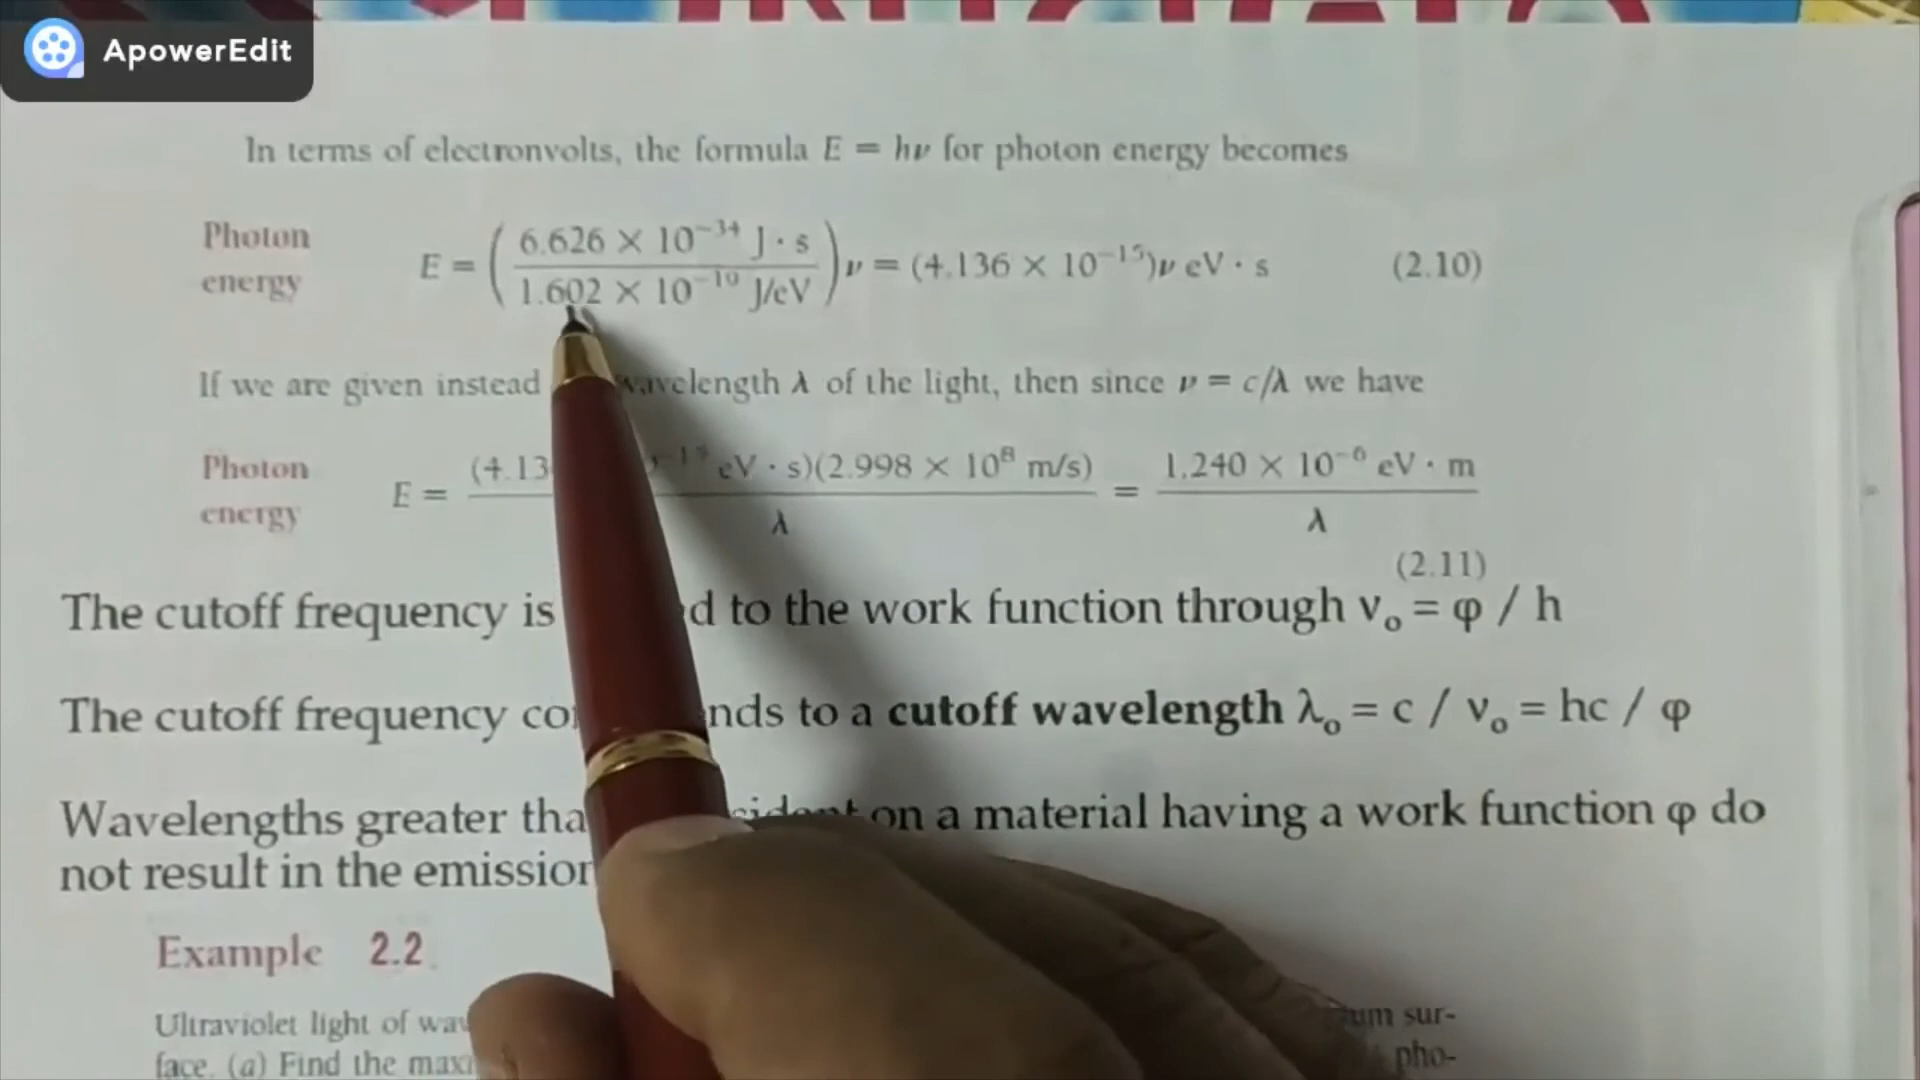 ApowerEdit
In terms of electronvolts, the formula E = hν for photon energy becomes
Photon energy E = ( 6.626 × 10⁻³⁴ J · s / 1.602 × 10⁻¹⁹ J/eV ) ν = (4.136 × 10⁻¹⁵)ν eV · s (2.10)
If we are given instead wavelength λ of the light, then since ν = c/λ we have
Photon energy E = (4.13 eV · s)(2.998 × 10⁸ m/s) / λ = 1.240 × 10⁻⁶ eV · m / λ
(2.11)
The cutoff frequency is to the work function through ν₀ = φ / h
The cutoff frequency to a cutoff wavelength λ₀ = c / ν₀ = hc / φ
Wavelengths greater on a material having a work function φ do
not result in the emission
Example 2.2
Ultraviolet light of sur-
face. (a) Find the pho-